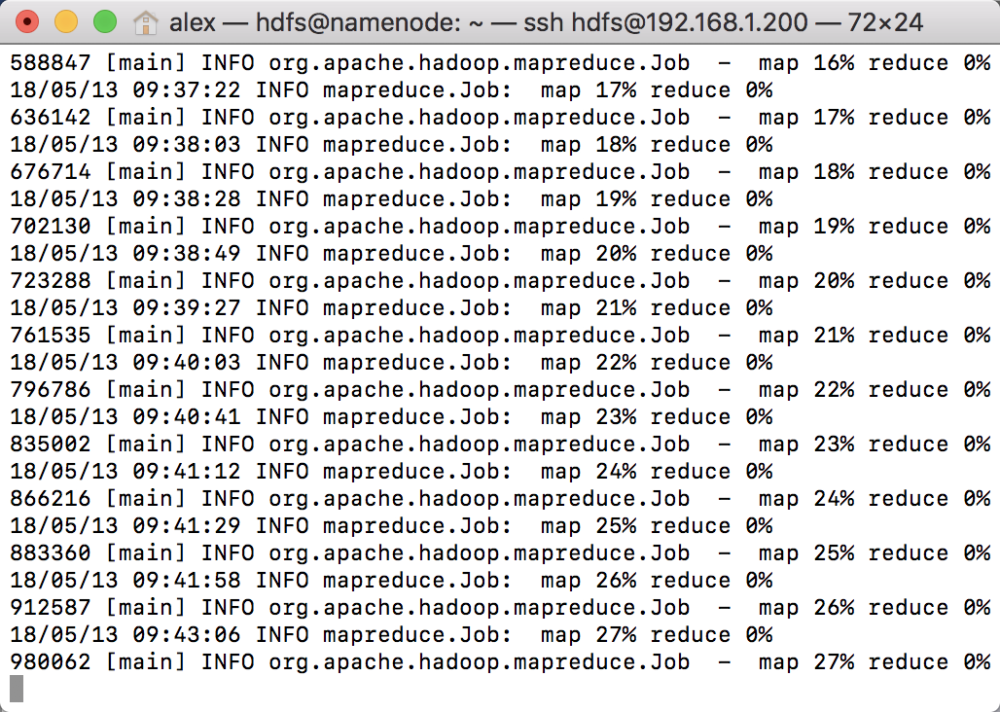 alex — hdfs@namenode: ~ — ssh hdfs@192.168.1.200 — 72×24
588847 [main] INFO org.apache.hadoop.mapreduce.Job  –  map 16% reduce 0%
18/05/13 09:37:22 INFO mapreduce.Job:  map 17% reduce 0%
636142 [main] INFO org.apache.hadoop.mapreduce.Job  –  map 17% reduce 0%
18/05/13 09:38:03 INFO mapreduce.Job:  map 18% reduce 0%
676714 [main] INFO org.apache.hadoop.mapreduce.Job  –  map 18% reduce 0%
18/05/13 09:38:28 INFO mapreduce.Job:  map 19% reduce 0%
702130 [main] INFO org.apache.hadoop.mapreduce.Job  –  map 19% reduce 0%
18/05/13 09:38:49 INFO mapreduce.Job:  map 20% reduce 0%
723288 [main] INFO org.apache.hadoop.mapreduce.Job  –  map 20% reduce 0%
18/05/13 09:39:27 INFO mapreduce.Job:  map 21% reduce 0%
761535 [main] INFO org.apache.hadoop.mapreduce.Job  –  map 21% reduce 0%
18/05/13 09:40:03 INFO mapreduce.Job:  map 22% reduce 0%
796786 [main] INFO org.apache.hadoop.mapreduce.Job  –  map 22% reduce 0%
18/05/13 09:40:41 INFO mapreduce.Job:  map 23% reduce 0%
835002 [main] INFO org.apache.hadoop.mapreduce.Job  –  map 23% reduce 0%
18/05/13 09:41:12 INFO mapreduce.Job:  map 24% reduce 0%
866216 [main] INFO org.apache.hadoop.mapreduce.Job  –  map 24% reduce 0%
18/05/13 09:41:29 INFO mapreduce.Job:  map 25% reduce 0%
883360 [main] INFO org.apache.hadoop.mapreduce.Job  –  map 25% reduce 0%
18/05/13 09:41:58 INFO mapreduce.Job:  map 26% reduce 0%
912587 [main] INFO org.apache.hadoop.mapreduce.Job  –  map 26% reduce 0%
18/05/13 09:43:06 INFO mapreduce.Job:  map 27% reduce 0%
980062 [main] INFO org.apache.hadoop.mapreduce.Job  –  map 27% reduce 0%